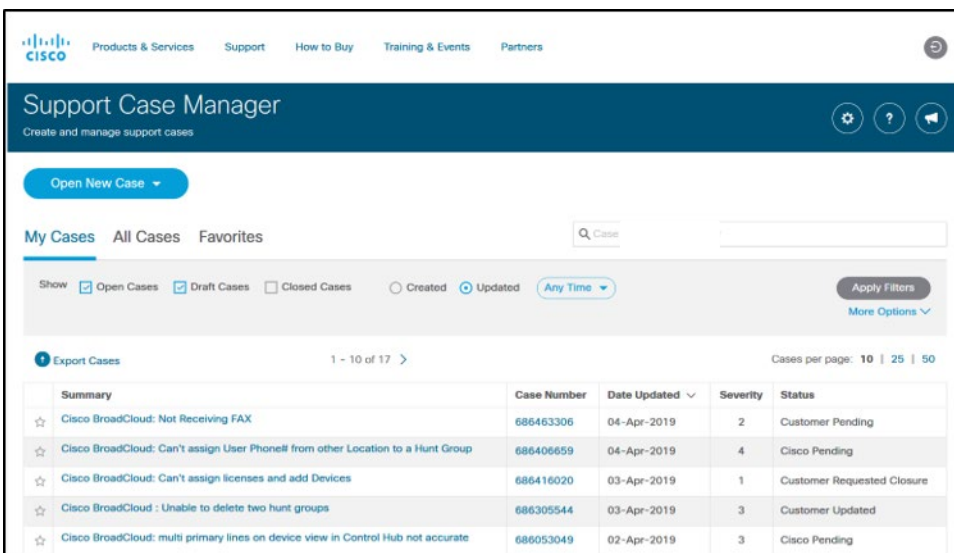 CISCO
Products & Services Support How to Buy Training & Events Partners
Support Case Manager
Create and manage support cases
?
Open New Case
My Cases All Cases Favorites
Case
Show Open Cases Draft Cases Closed Cases Created Updated Any Time Apply Filters
More Options
Export Cases 1 - 10 of 17 > Cases per page: 10 | 25 | 50
Summary Case Number Date Updated Severity Status
Cisco BroadCloud: Not Receiving FAX 686463306 04-Apr-2019 2 Customer Pending
Cisco BroadCloud: Can't assign User Phone# from other Location to a Hunt Group 686406659 04-Apr-2019 4 Cisco Pending
Cisco BroadCloud: Can't assign licenses and add Devices 686416020 03-Apr-2019 1 Customer Requested Closure
Cisco BroadCloud : Unable to delete two hunt groups 686305544 03-Apr-2019 3 Customer Updated
Cisco BroadCloud: multi primary lines on device view in Control Hub not accurate 686053049 02-Apr-2019 3 Cisco Pending